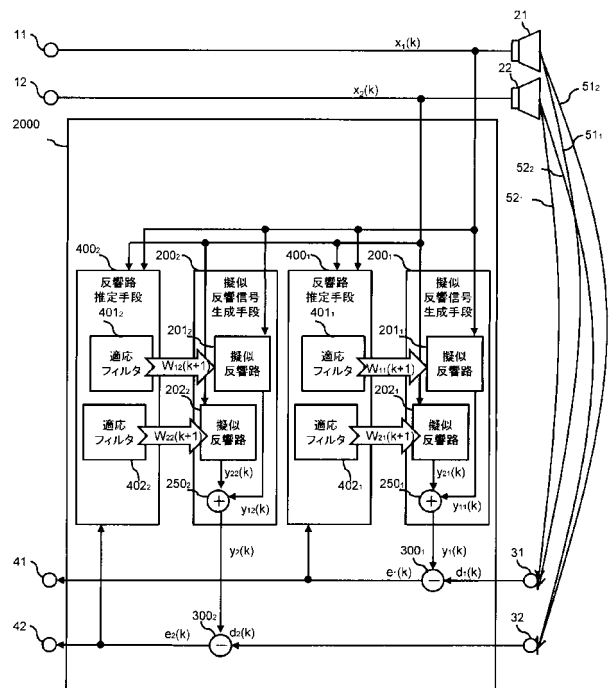 11
x₁(k)
21
12
x₂(k)
22
51₂
2000
51₁
52₂
52₁
400₂
200₂
400₁
200₁
反響路
推定手段
擬似
反響信号
生成手段
反響路
推定手段
擬似
反響信号
生成手段
401₂
201₂
401₁
201₁
適応
フィルタ
W₁₂(k+1)
擬似
反響路
適応
フィルタ
W₁₁(k+1)
擬似
反響路
202₂
202₁
適応
フィルタ
W₂₂(k+1)
擬似
反響路
適応
フィルタ
W₂₁(k+1)
擬似
反響路
402₂
250₂
y₂₂(k)
y₁₂(k)
402₁
250₁
y₂₁(k)
y₁₁(k)
y₂(k)
y₁(k)
41
300₁
31
e₁(k)
d₁(k)
42
300₂
32
e₂(k)
d₂(k)